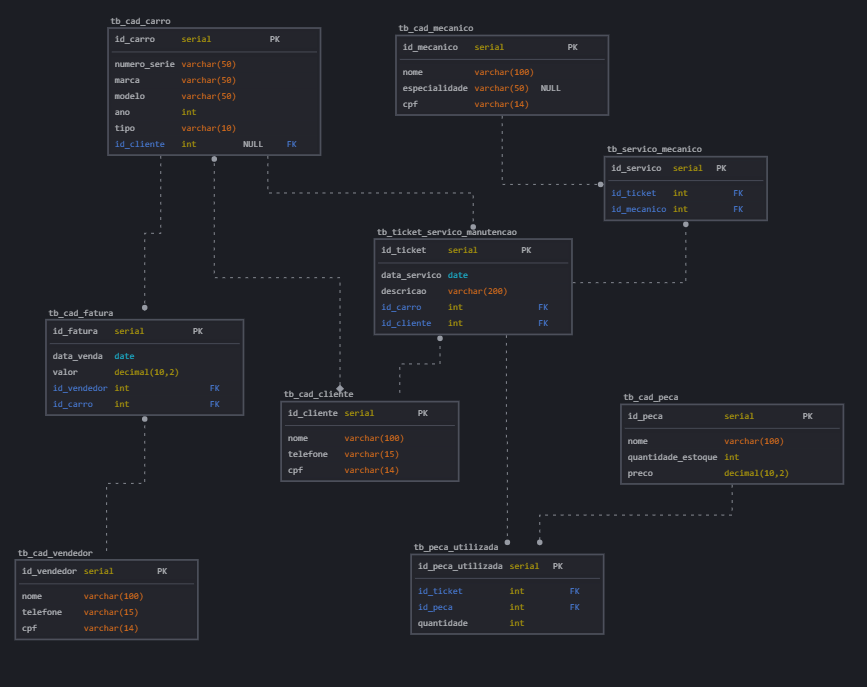 tb_cad_carro
id_carro serial PK
numero_serie varchar(50)
marca varchar(50)
modelo varchar(50)
ano int
tipo varchar(10)
id_cliente int NULL FK
tb_cad_mecanico
id_mecanico serial PK
nome varchar(100)
especialidade varchar(50) NULL
cpf varchar(14)
tb_servico_mecanico
id_servico serial PK
id_ticket int FK
id_mecanico int FK
tb_ticket_servico_manutencao
id_ticket serial PK
data_servico date
descricao varchar(200)
id_carro int FK
id_cliente int FK
tb_cad_fatura
id_fatura serial PK
data_venda date
valor decimal(10,2)
id_vendedor int FK
id_carro int FK
tb_cad_cliente
id_cliente serial PK
nome varchar(100)
telefone varchar(15)
cpf varchar(14)
tb_cad_peca
id_peca serial PK
nome varchar(100)
quantidade_estoque int
preco decimal(10,2)
tb_cad_vendedor
id_vendedor serial PK
nome varchar(100)
telefone varchar(15)
cpf varchar(14)
tb_peca_utilizada
id_peca_utilizada serial PK
id_ticket int FK
id_peca int FK
quantidade int